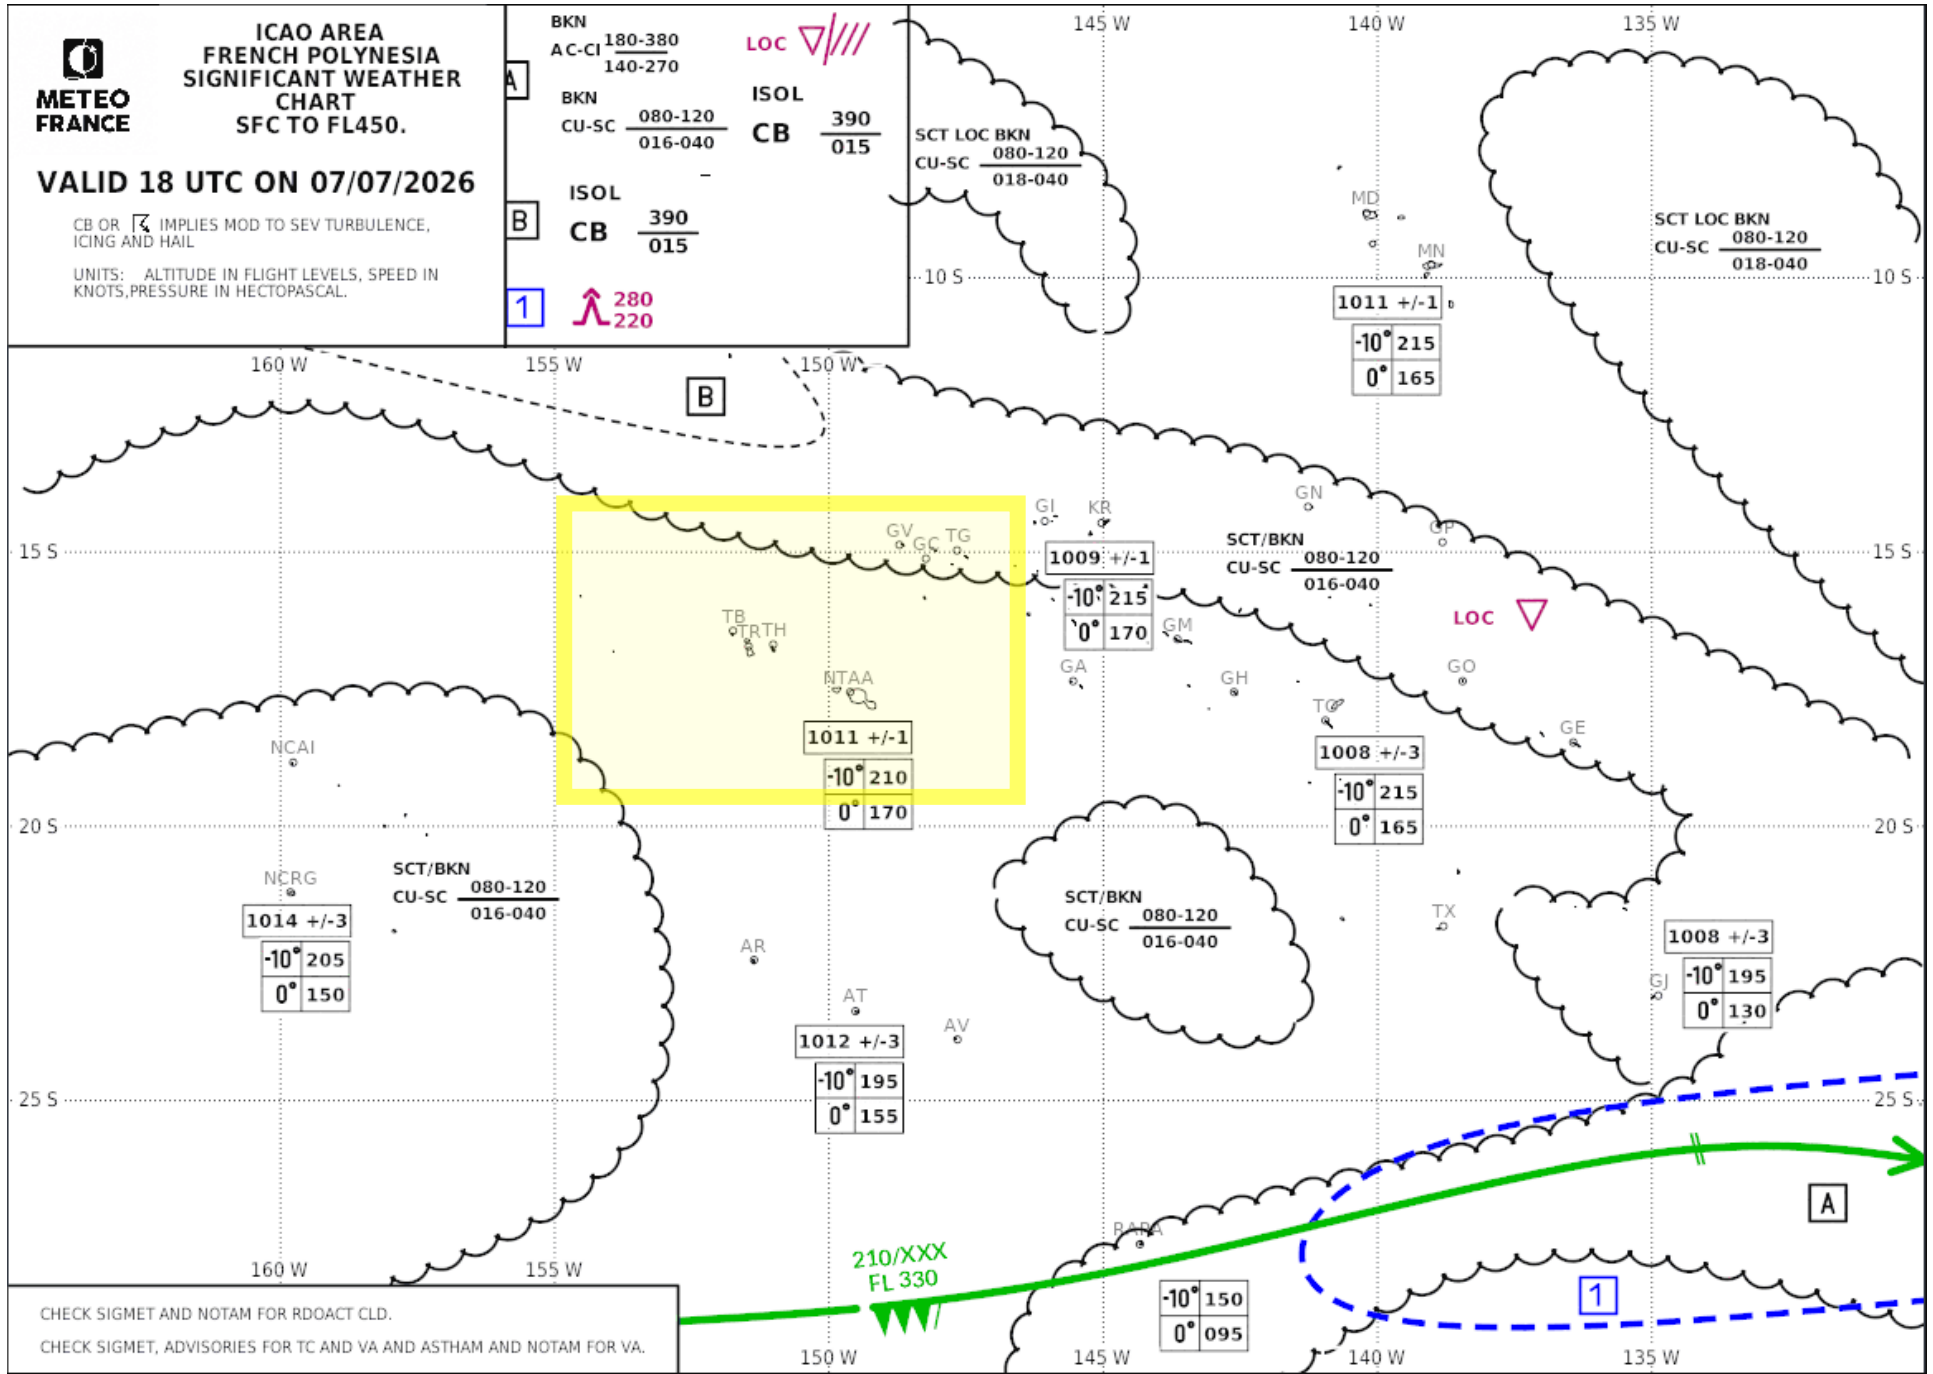 ICAO AREA
FRENCH POLYNESIA
SIGNIFICANT WEATHER
CHART
SFC TO FL450.
METEO
FRANCE
VALID 18 UTC ON 07/07/2026
CB OR IMPLIES MOD TO SEV TURBULENCE,
ICING AND HAIL
UNITS: ALTITUDE IN FLIGHT LEVELS, SPEED IN
KNOTS,PRESSURE IN HECTOPASCAL.
A
BKN
AC-CI 180-380
140-270
LOC
BKN
CU-SC 080-120
016-040
ISOL
CB 390
015
B
ISOL
CB 390
015
1
280
220
145 W
140 W
135 W
SCT LOC BKN
CU-SC 080-120
018-040
MD
MN
SCT LOC BKN
CU-SC 080-120
018-040
10 S
10 S
1011 +/-1
-10° 215
0° 165
160 W
155 W
150 W
B
GI
KR
GN
GP
GV
GC
TG
15 S
15 S
1009 +/-1
-10° 215
0° 170
SCT/BKN
CU-SC 080-120
016-040
LOC
TB
TR
TH
GM
NTAA
GA
GH
GO
TO
GE
1011 +/-1
-10° 210
0° 170
1008 +/-3
-10° 215
0° 165
NCAI
20 S
20 S
NCRG
1014 +/-3
-10° 205
0° 150
SCT/BKN
CU-SC 080-120
016-040
SCT/BKN
CU-SC 080-120
016-040
TX
1008 +/-3
-10° 195
0° 130
GJ
AR
AT
AV
1012 +/-3
-10° 195
0° 155
25 S
25 S
A
RAPA
210/XXX
FL 330
160 W
155 W
-10° 150
0° 095
1
CHECK SIGMET AND NOTAM FOR RDOACT CLD.
CHECK SIGMET, ADVISORIES FOR TC AND VA AND ASTHAM AND NOTAM FOR VA.
150 W
145 W
140 W
135 W